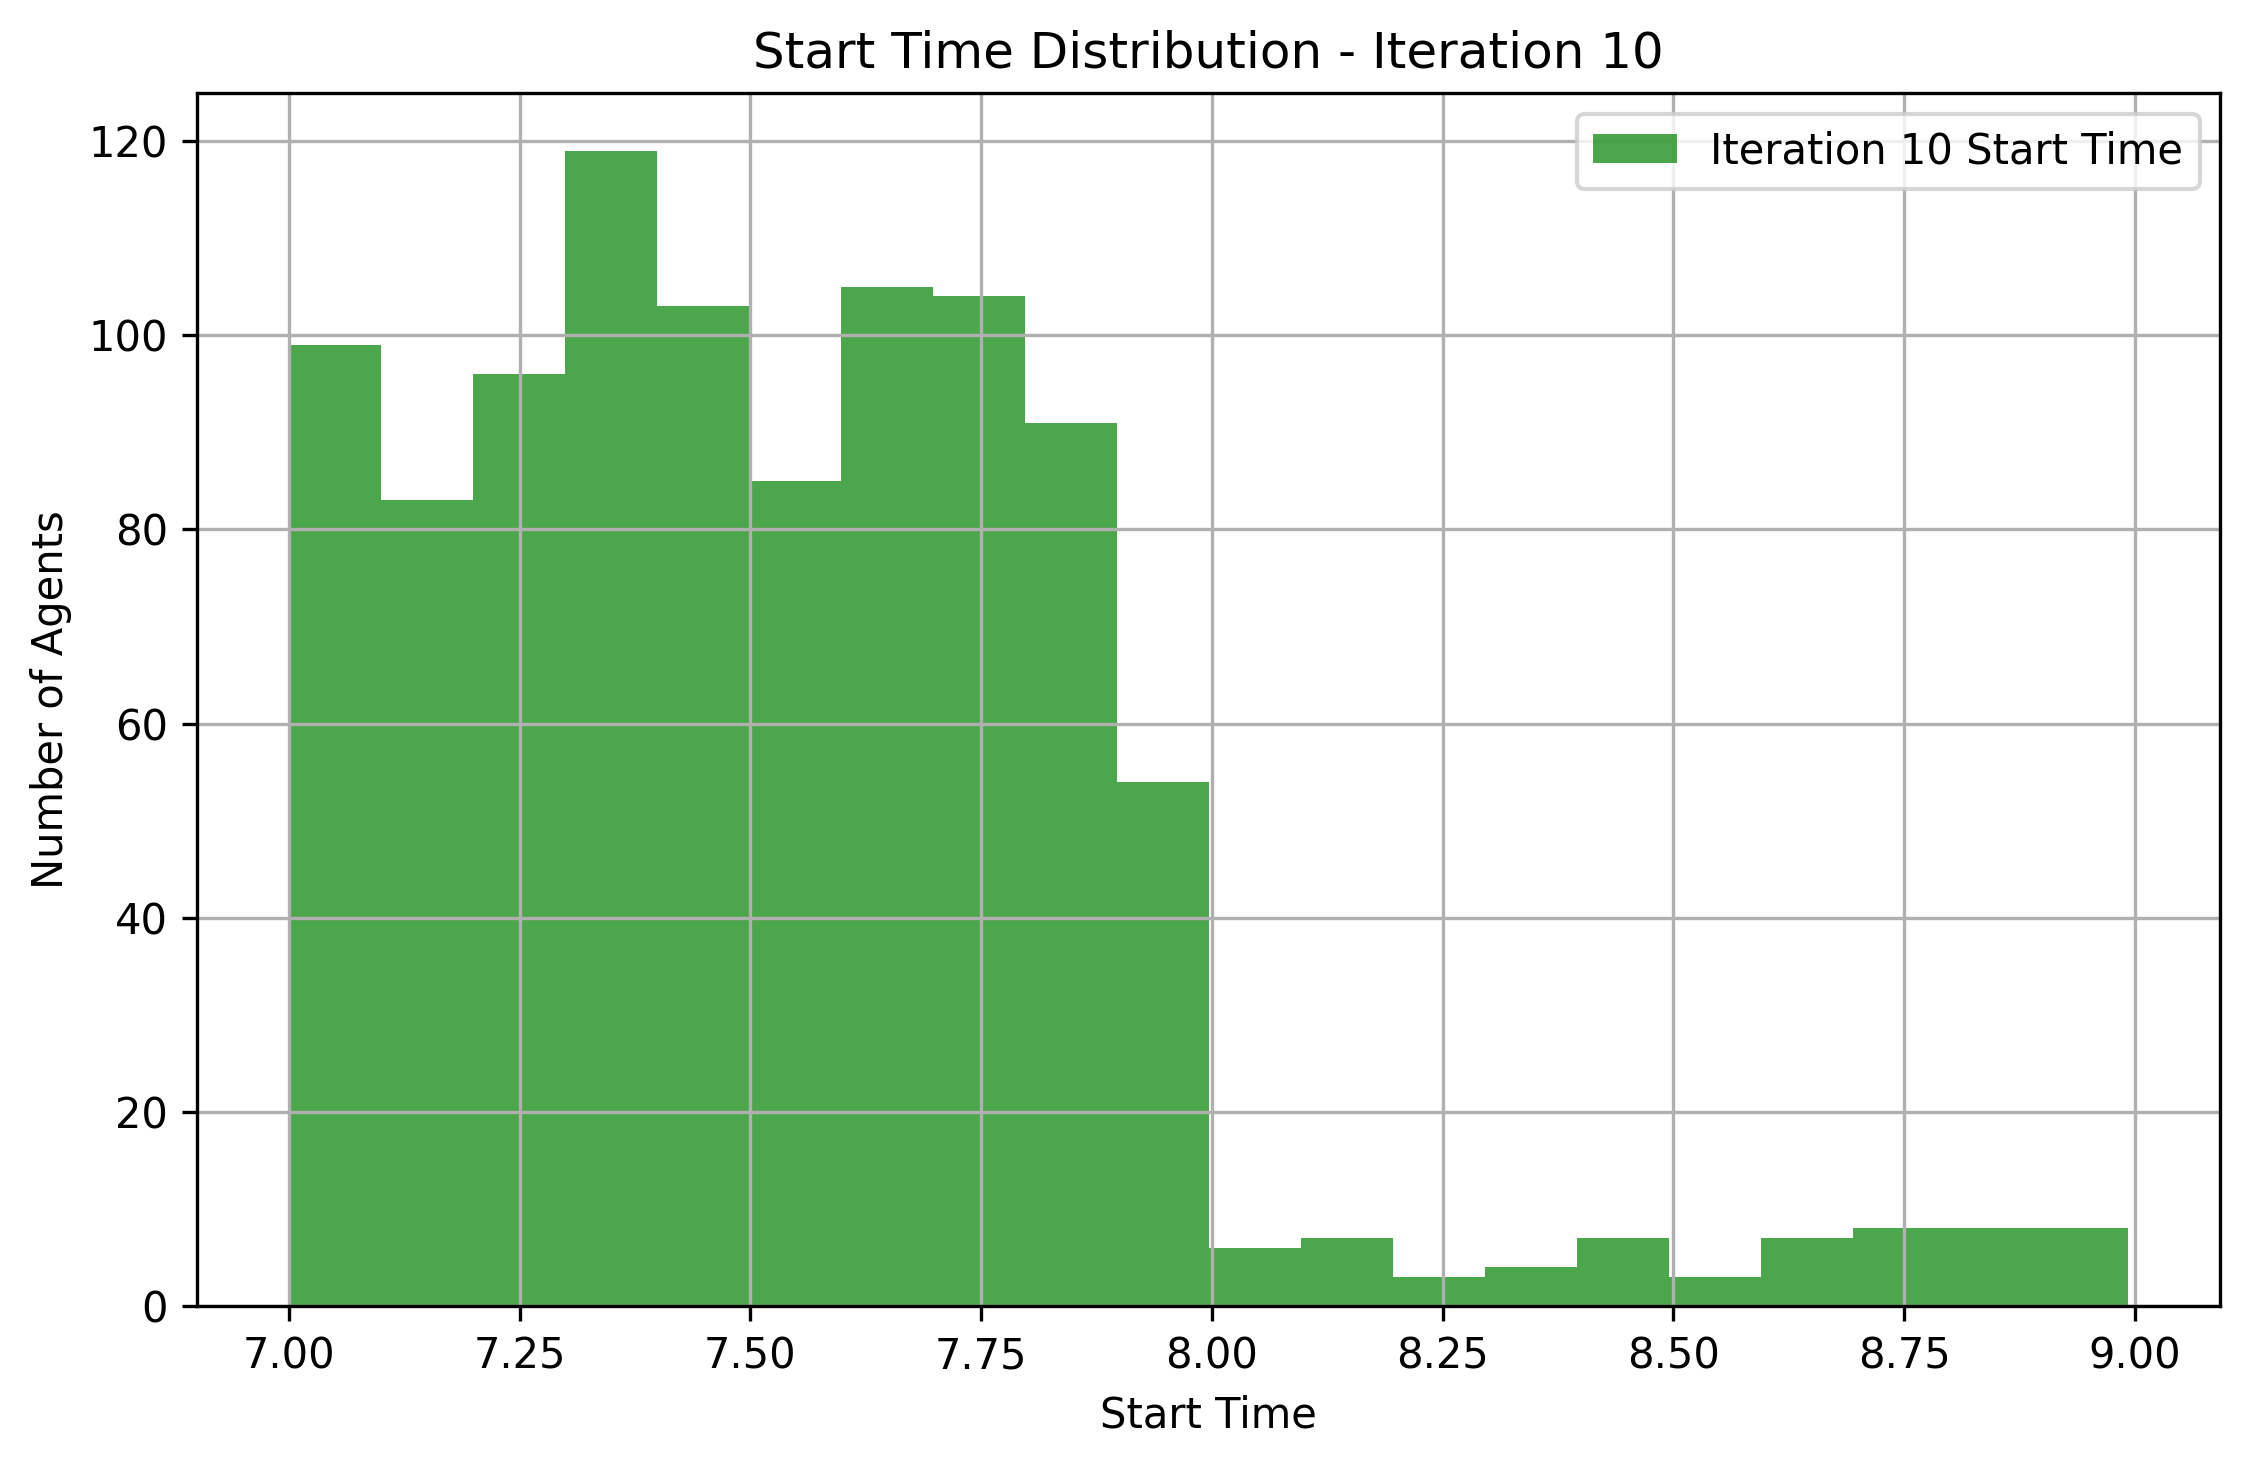 Start Time Distribution - Iteration 10
Iteration 10 Start Time
Number of Agents
120
100
80
60
40
20
0
7.00 7.25 7.50 7.75 8.00 8.25 8.50 8.75 9.00
Start Time